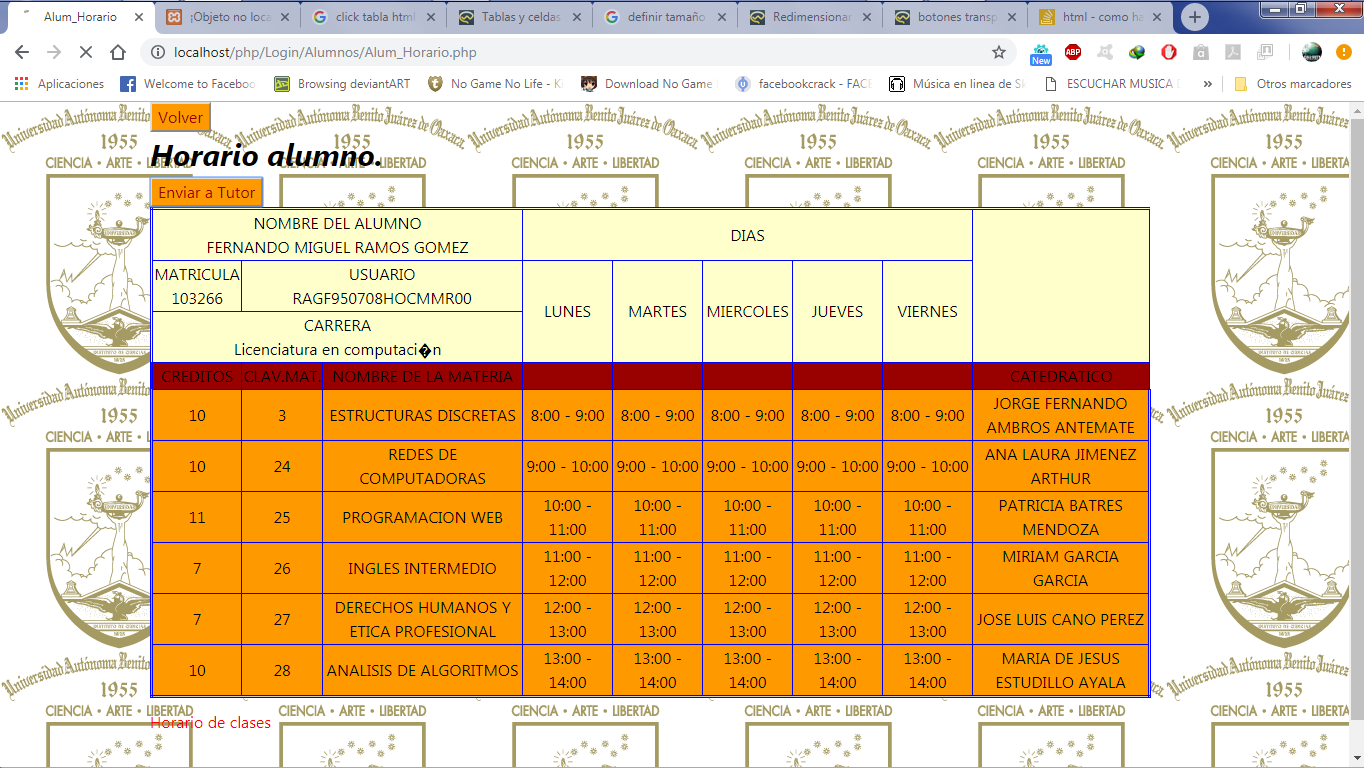 Alum_Horario
¡Objeto no loca
click tabla html
Tablas y celdas
definir tamaño
Redimensionar
botones transp
html - como ha
localhost/php/Login/Alumnos/Alum_Horario.php
New
ABP
Aplicaciones
Welcome to Faceboo
Browsing deviantART
No Game No Life - Ki
Download No Game
facebookcrack - FACE
Música en linea de Sk
ESCUCHAR MUSICA D
»
Otros marcadores
Volver
Universidad Autónoma Benito Juárez de Oaxaca
1955
CIENCIA • ARTE • LIBERTAD
Horario alumno.
Enviar a Tutor
NOMBRE DEL ALUMNO
FERNANDO MIGUEL RAMOS GOMEZ
DIAS
MATRICULA
103266
USUARIO
RAGF950708HOCMMR00
LUNES
MARTES
MIERCOLES
JUEVES
VIERNES
CARRERA
Licenciatura en computaci�n
CREDITOS CLAV.MAT. NOMBRE DE LA MATERIA CATEDRATICO
10 3 ESTRUCTURAS DISCRETAS 8:00 - 9:00 8:00 - 9:00 8:00 - 9:00 8:00 - 9:00 8:00 - 9:00 JORGE FERNANDO
AMBROS ANTEMATE
10 24 REDES DE
COMPUTADORAS
9:00 - 10:00 9:00 - 10:00 9:00 - 10:00 9:00 - 10:00 9:00 - 10:00 ANA LAURA JIMENEZ
ARTHUR
11 25 PROGRAMACION WEB
10:00 - 10:00 - 10:00 - 10:00 - 10:00 - PATRICIA BATRES
11:00 11:00 11:00 11:00 11:00 MENDOZA
7 26 INGLES INTERMEDIO
11:00 - 11:00 - 11:00 - 11:00 - 11:00 - MIRIAM GARCIA
12:00 12:00 12:00 12:00 12:00 GARCIA
7 27 DERECHOS HUMANOS Y
ETICA PROFESIONAL
12:00 - 12:00 - 12:00 - 12:00 - 12:00 -
13:00 13:00 13:00 13:00 13:00
JOSE LUIS CANO PEREZ
10 28 ANALISIS DE ALGORITMOS
13:00 - 13:00 - 13:00 - 13:00 - 13:00 - MARIA DE JESUS
14:00 14:00 14:00 14:00 14:00 ESTUDILLO AYALA
Horario de clases